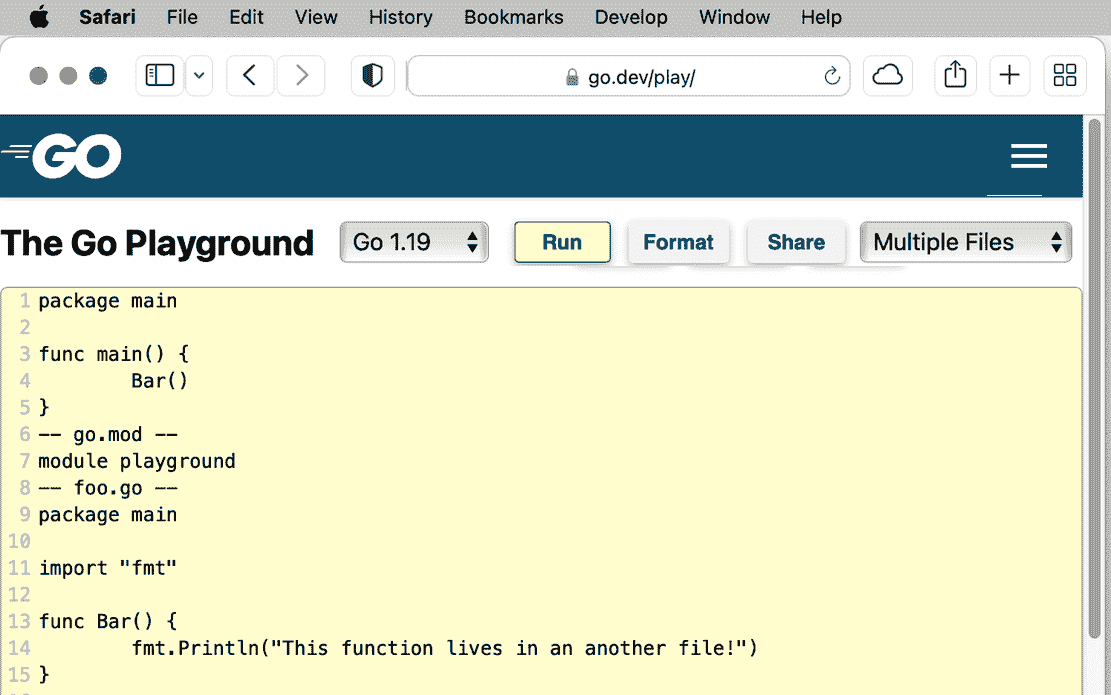 Safari File Edit View History Bookmarks Develop Window Help
go.dev/play/
GO
The Go Playground Go 1.19 Run Format Share Multiple Files
1 package main
2
3 func main() {
4 Bar()
5 }
6 -- go.mod --
7 module playground
8 -- foo.go --
9 package main
10
11 import "fmt"
12
13 func Bar() {
14 fmt.Println("This function lives in an another file!")
15 }